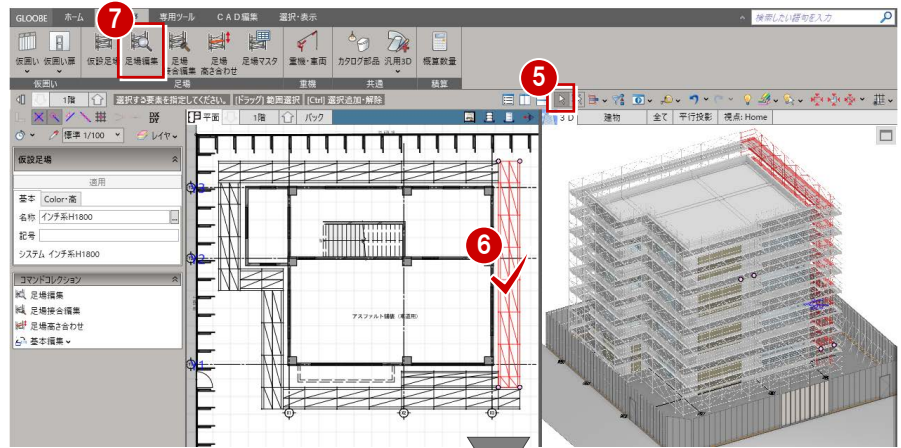 GLOOBE ホーム 専用ツール CAD編集 選択・表示 検索したい語句を入力
7
仮囲い 仮囲い扉 仮設足場 足場編集 足場接合編集 足場高さ合わせ 足場マスタ 重機・車両 カタログ部品 汎用3D 概算数量
仮囲い 足場 重機 共通 積算
5
1階 選択する要素を指定してください。 [ドラッグ] 範囲選択 [Ctrl] 選択追加・解除
平面 1階 バック 3D 建物 全て 平行投影 視点: Home
標準 1/100 レイヤ
仮設足場
適用
基本 Color・高
名称 インチ系H1800
記号
システム インチ系H1800
コマンドコレクション
足場編集
足場接合編集
足場高さ合わせ
基本編集
6
アスファルト舗装(車道用)